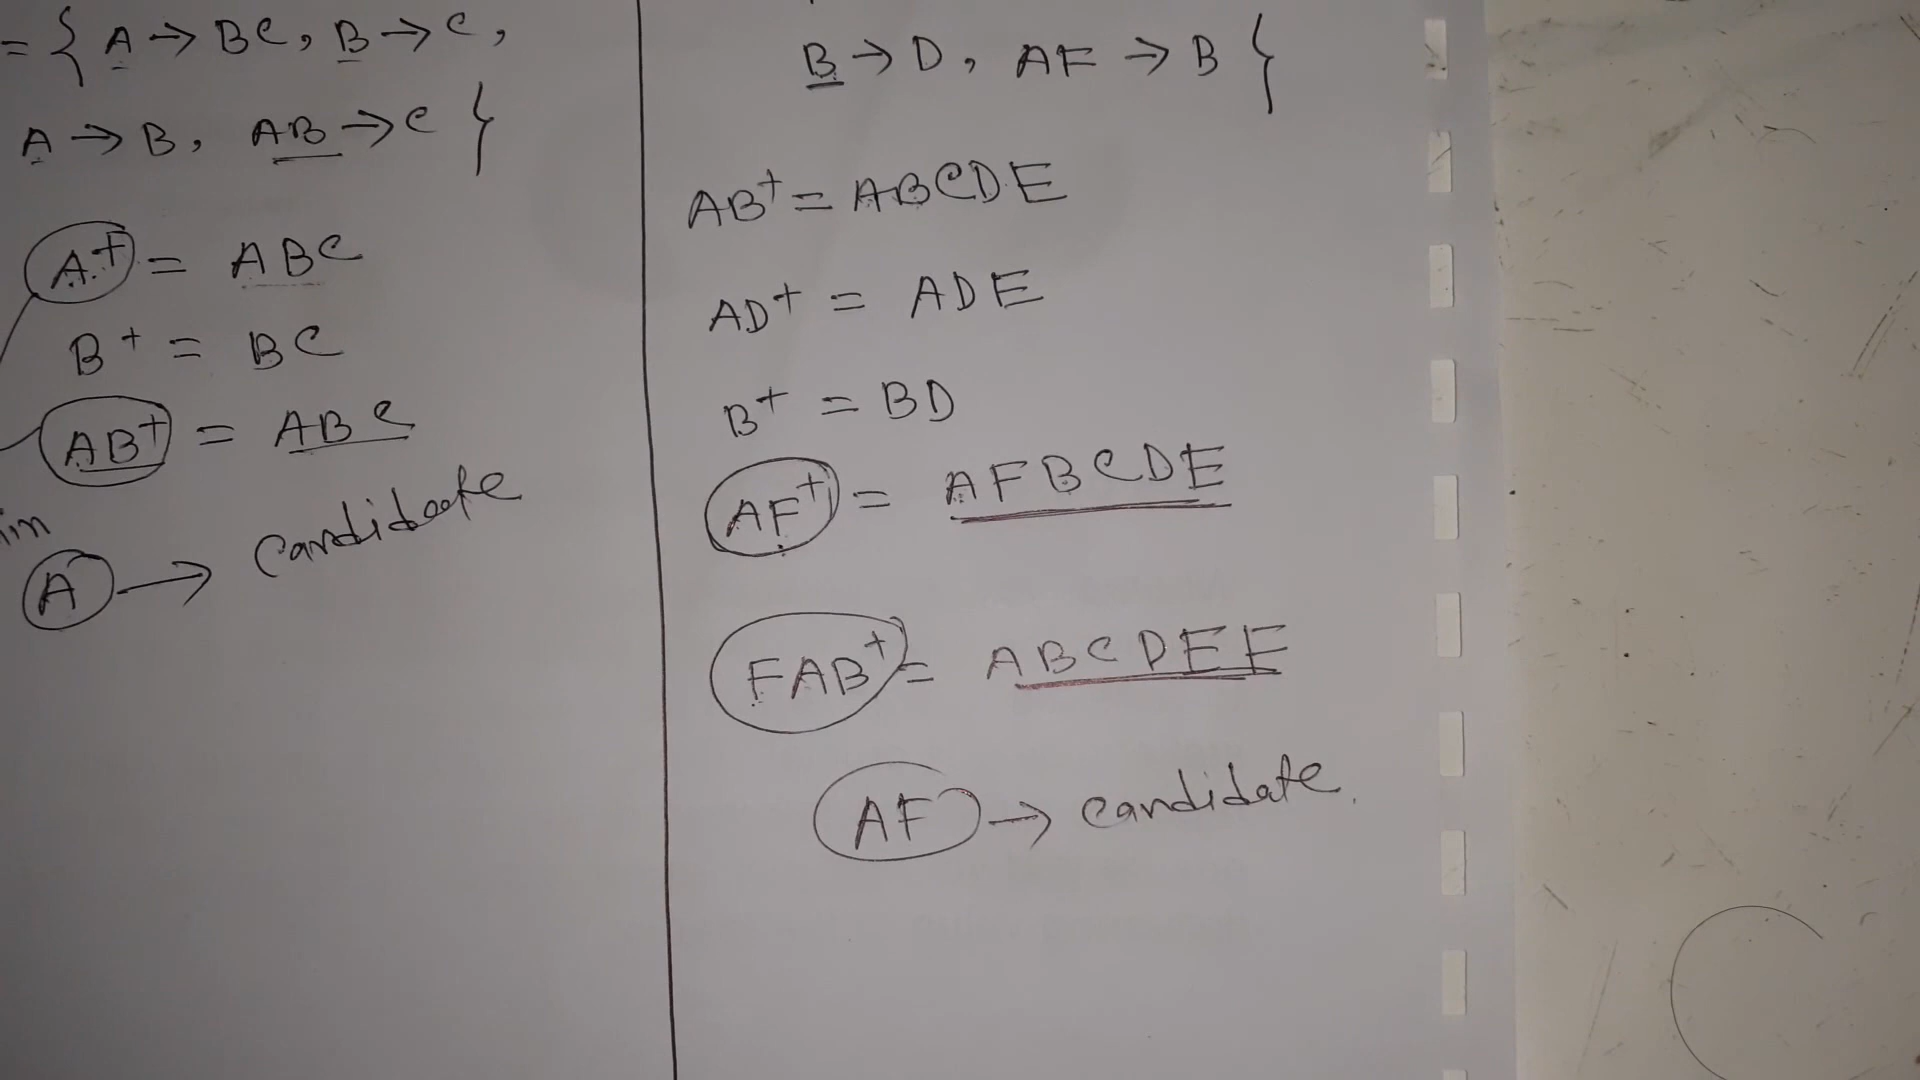 = { A → BC, B → C,
A → B, AB → C }
A+ = ABC
B+ = BC
AB+ = ABC
in
A → candidate
B → D, AF → B }
AB+ = ABCDE
AD+ = ADE
B+ = BD
AF+ = AFBCDE
FAB+ = ABCDEF
AF → candidate.